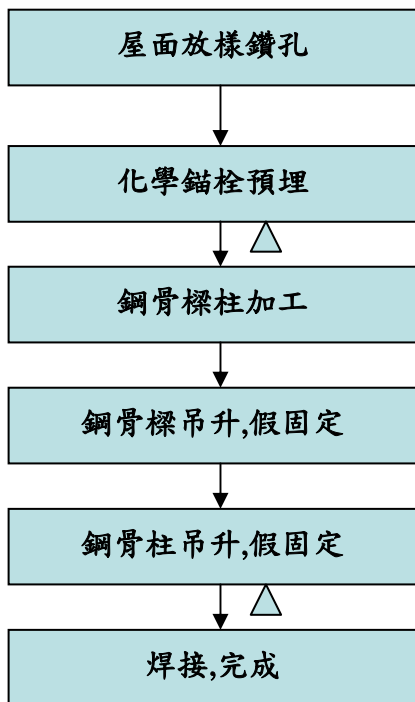 屋面放樣鑽孔
化學錨栓預埋
鋼骨樑柱加工
鋼骨樑吊升,假固定
鋼骨柱吊升,假固定
焊接,完成